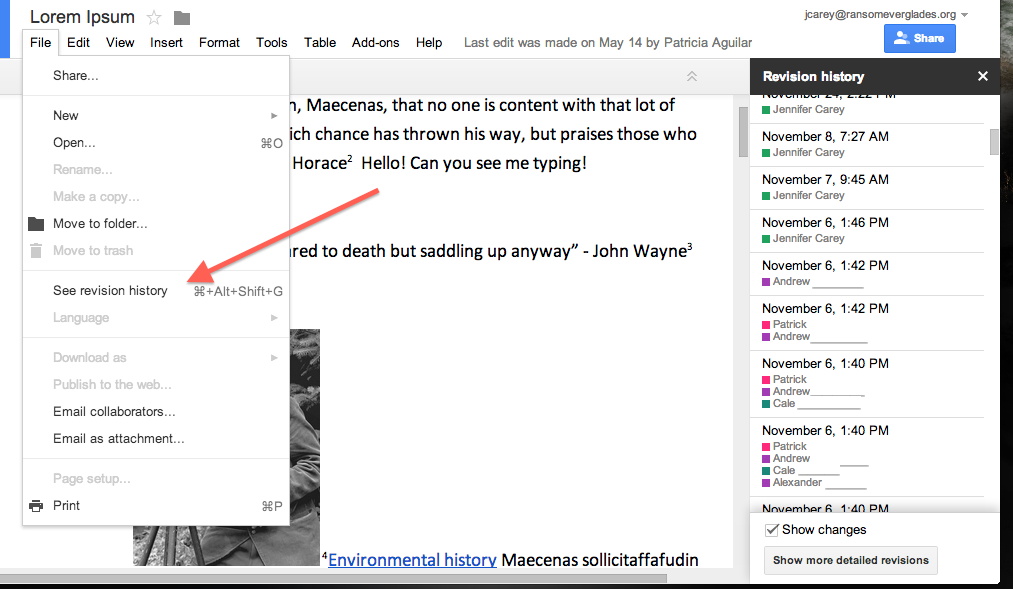 Lorem Ipsum
jcarey@ransomeverglades.org
File Edit View Insert Format Tools Table Add-ons Help Last edit was made on May 14 by Patricia Aguilar
Share
Share...
New
Open... ⌘O
Rename...
Make a copy...
Move to folder...
Move to trash
See revision history ⌘+Alt+Shift+G
Language
Download as
Publish to the web...
Email collaborators...
Email as attachment...
Page setup...
Print ⌘P
n, Maecenas, that no one is content with that lot of
ich chance has thrown his way, but praises those who
Horace² Hello! Can you see me typing!
ared to death but saddling up anyway” - John Wayne³
⁴Environmental history Maecenas sollicitaffafudin
Revision history
November 24, 2:22 PM
Jennifer Carey
November 8, 7:27 AM
Jennifer Carey
November 7, 9:45 AM
Jennifer Carey
November 6, 1:46 PM
Jennifer Carey
November 6, 1:42 PM
Andrew
November 6, 1:42 PM
Patrick
Andrew
November 6, 1:40 PM
Patrick
Andrew
Cale
November 6, 1:40 PM
Patrick
Andrew
Cale
Alexander
November 6, 1:40 PM
Show changes
Show more detailed revisions